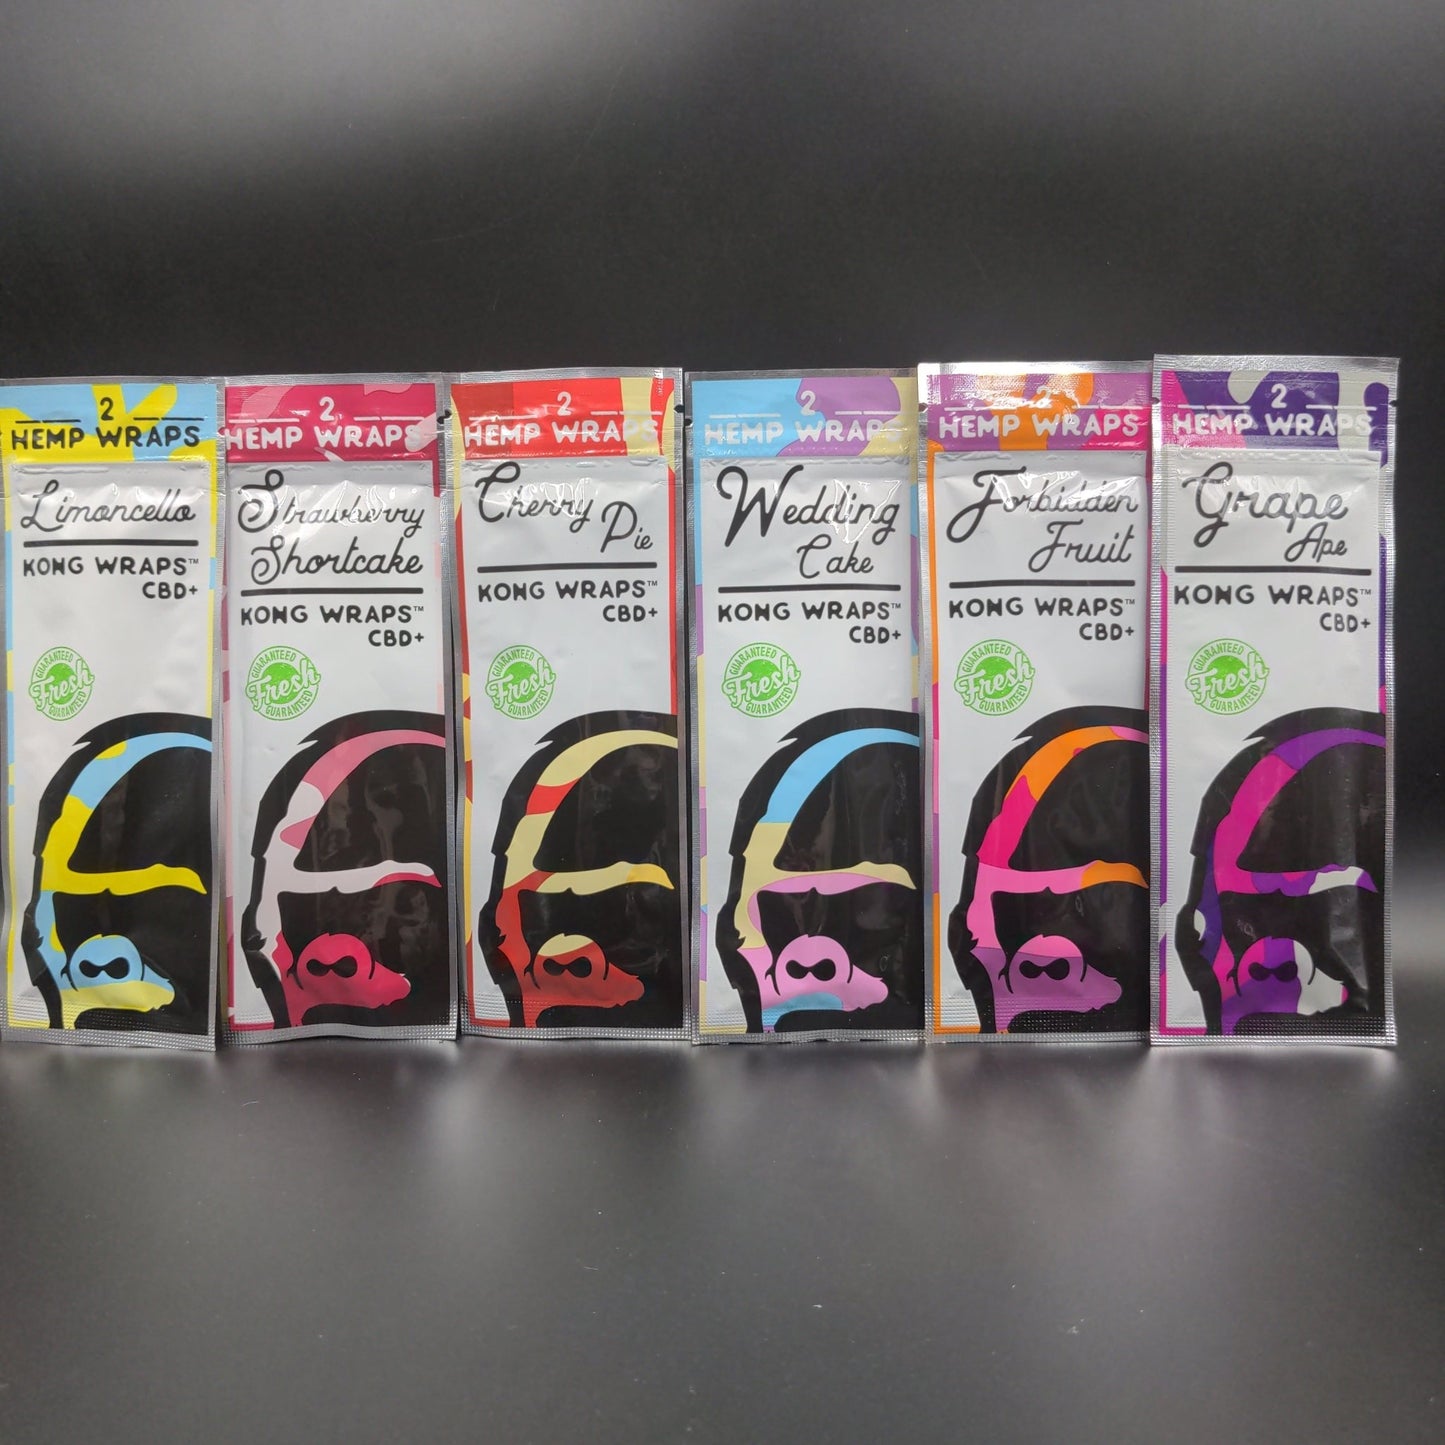 2
HEMP WRAPS
Limoncello
KONG WRAPS™
CBD+
GUARANTEED
Fresh
GUARANTEED
2
HEMP WRAPS
Strawberry
Shortcake
KONG WRAPS™
CBD+
GUARANTEED
Fresh
GUARANTEED
2
HEMP WRAPS
Cherry
Pie
KONG WRAPS™
CBD+
GUARANTEED
Fresh
GUARANTEED
2
HEMP WRAPS
Wedding
Cake
KONG WRAPS™
CBD+
GUARANTEED
Fresh
GUARANTEED
2
HEMP WRAPS
Forbidden
Fruit
KONG WRAPS™
CBD+
GUARANTEED
Fresh
GUARANTEED
2
HEMP WRAPS
Grape
Ape
KONG WRAPS™
CBD+
GUARANTEED
Fresh
GUARANTEED